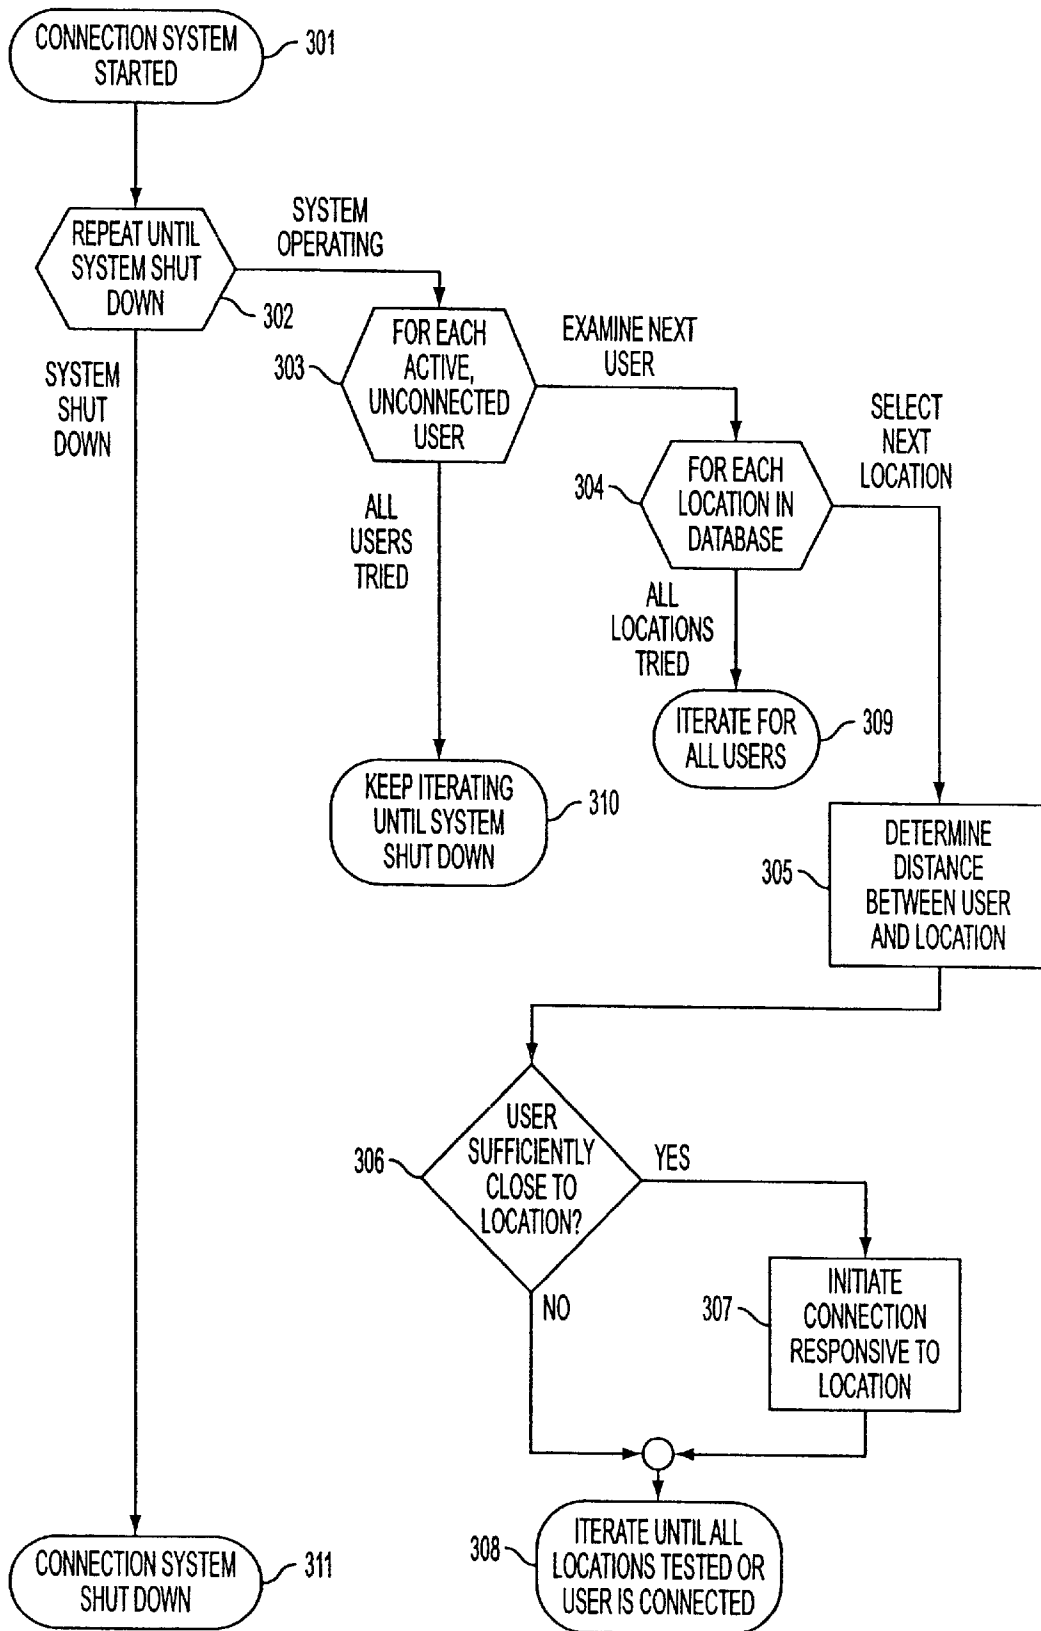 CONNECTION SYSTEM
STARTED
301
REPEAT UNTIL
SYSTEM SHUT
DOWN
302
SYSTEM
OPERATING
SYSTEM
SHUT
DOWN
FOR EACH
ACTIVE,
UNCONNECTED
USER
303
EXAMINE NEXT
USER
ALL
USERS
TRIED
FOR EACH
LOCATION IN
DATABASE
304
SELECT
NEXT
LOCATION
ALL
LOCATIONS
TRIED
ITERATE FOR
ALL USERS
309
KEEP ITERATING
UNTIL SYSTEM
SHUT DOWN
310
DETERMINE
DISTANCE
BETWEEN USER
AND LOCATION
305
USER
SUFFICIENTLY
CLOSE TO
LOCATION?
306
YES
NO
INITIATE
CONNECTION
RESPONSIVE TO
LOCATION
307
ITERATE UNTIL ALL
LOCATIONS TESTED OR
USER IS CONNECTED
308
CONNECTION SYSTEM
SHUT DOWN
311